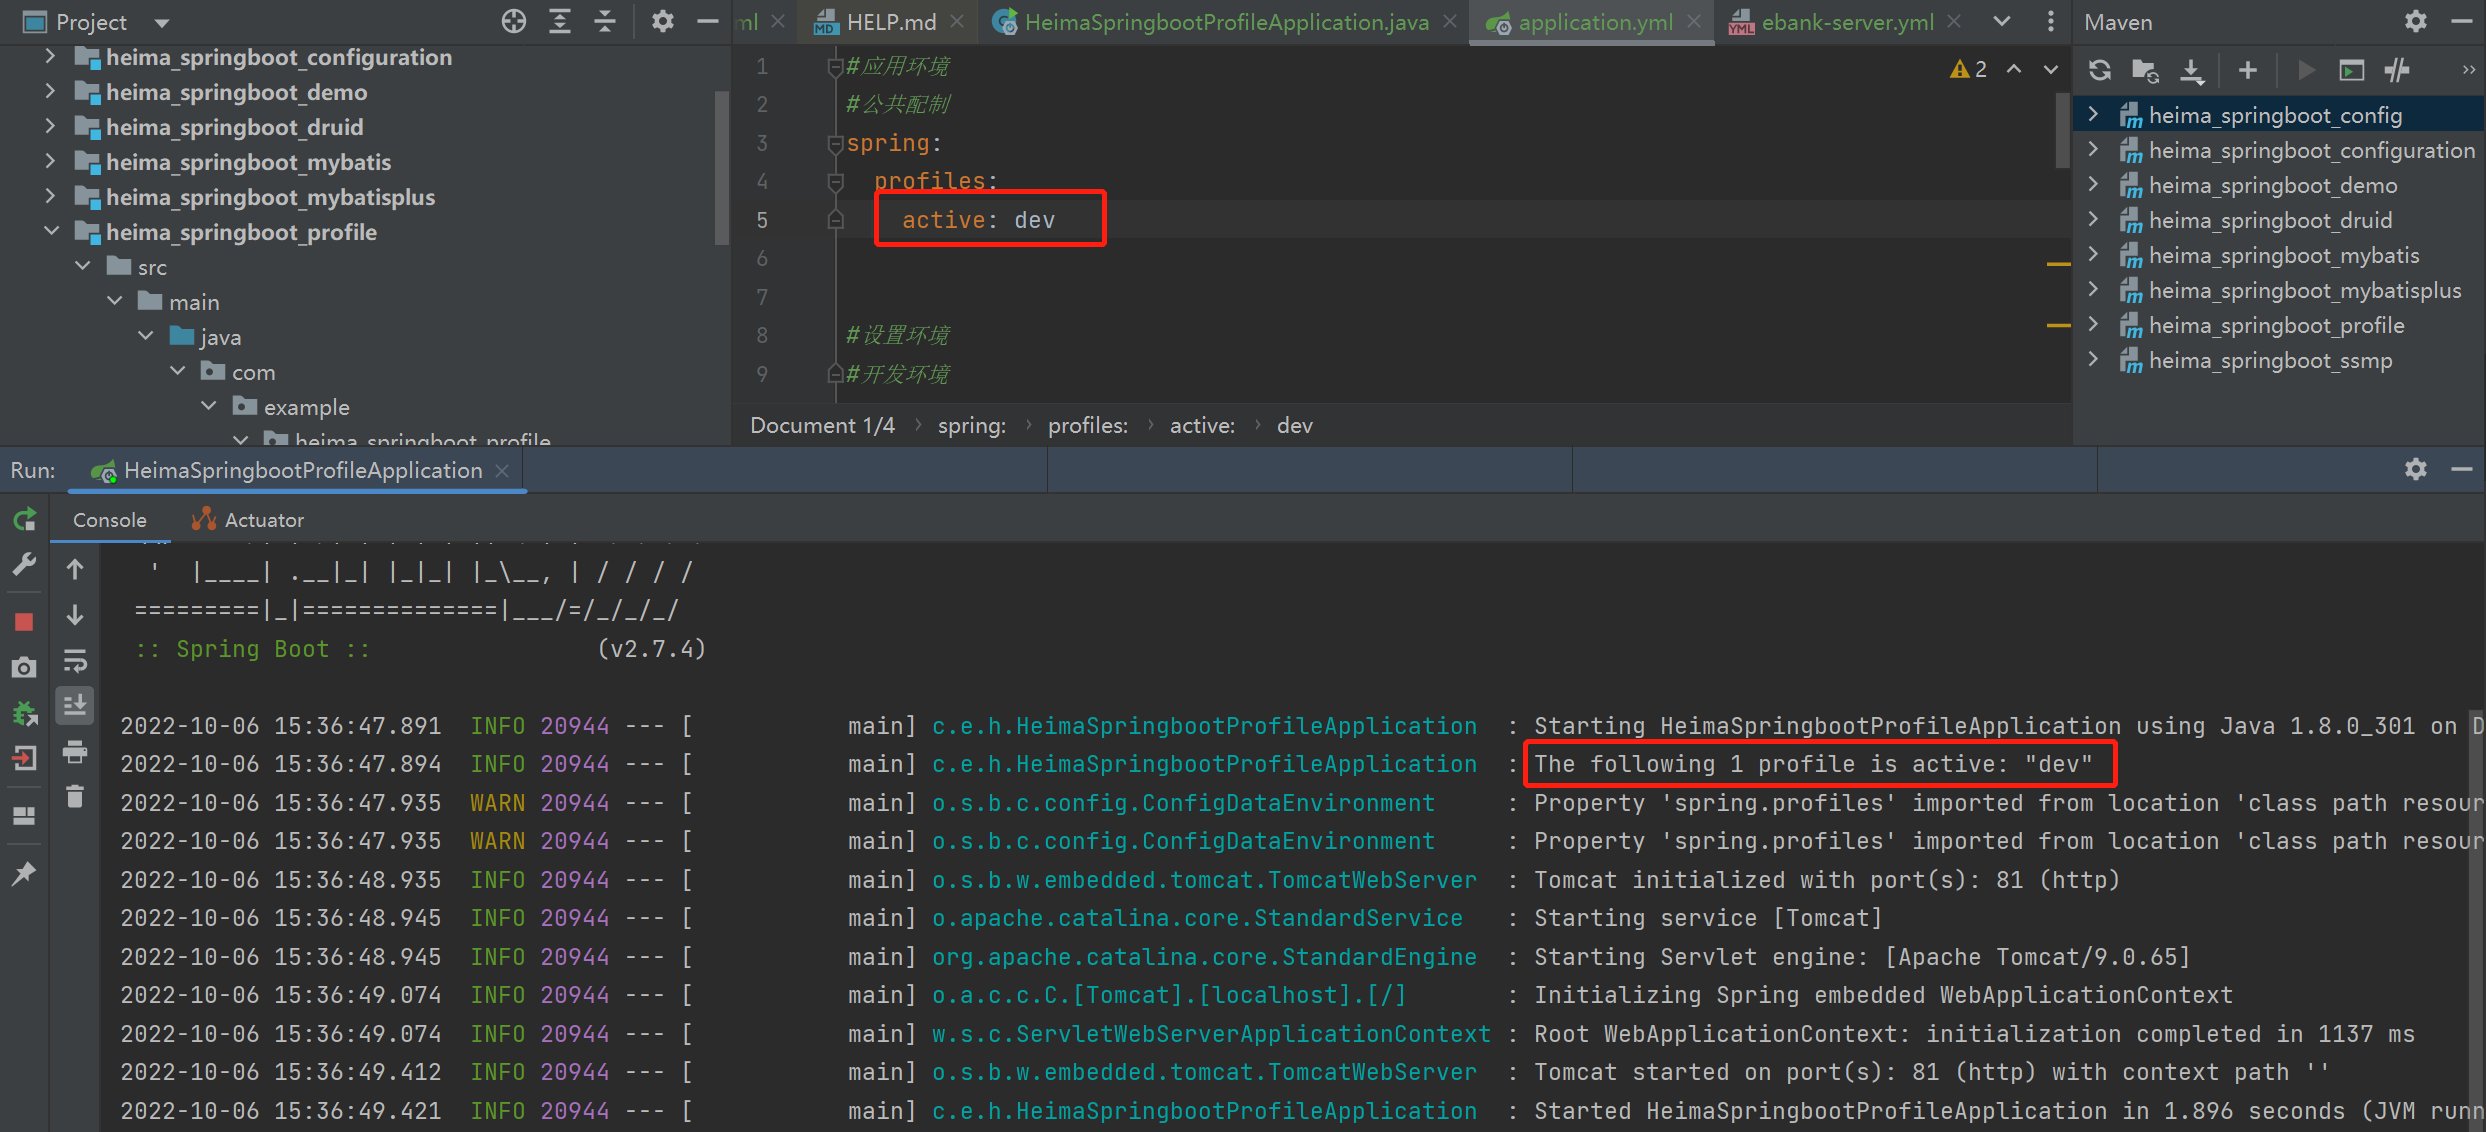 Project
ml
HELP.md
HeimaSpringbootProfileApplication.java
application.yml
ebank-server.yml
Maven
heima_springboot_configuration
heima_springboot_demo
heima_springboot_druid
heima_springboot_mybatis
heima_springboot_mybatisplus
heima_springboot_profile
src
main
java
com
example
heima_springboot_profile
1 #应用环境
2 #公共配制
3 spring:
4 profiles:
5 active: dev
6
7
8 #设置环境
9 #开发环境
2
Document 1/4 › spring: › profiles: › active: › dev
heima_springboot_config
heima_springboot_configuration
heima_springboot_demo
heima_springboot_druid
heima_springboot_mybatis
heima_springboot_mybatisplus
heima_springboot_profile
heima_springboot_ssmp
Run: HeimaSpringbootProfileApplication
Console Actuator
' |____| .__|_| |_|_| |_\__, | / / / /
=========|_|==============|___/=/_/_/_/
:: Spring Boot :: (v2.7.4)
2022-10-06 15:36:47.891 INFO 20944 --- [ main] c.e.h.HeimaSpringbootProfileApplication : Starting HeimaSpringbootProfileApplication using Java 1.8.0_301 on D
2022-10-06 15:36:47.894 INFO 20944 --- [ main] c.e.h.HeimaSpringbootProfileApplication : The following 1 profile is active: "dev"
2022-10-06 15:36:47.935 WARN 20944 --- [ main] o.s.b.c.config.ConfigDataEnvironment : Property 'spring.profiles' imported from location 'class path resour
2022-10-06 15:36:47.935 WARN 20944 --- [ main] o.s.b.c.config.ConfigDataEnvironment : Property 'spring.profiles' imported from location 'class path resour
2022-10-06 15:36:48.935 INFO 20944 --- [ main] o.s.b.w.embedded.tomcat.TomcatWebServer : Tomcat initialized with port(s): 81 (http)
2022-10-06 15:36:48.945 INFO 20944 --- [ main] o.apache.catalina.core.StandardService : Starting service [Tomcat]
2022-10-06 15:36:48.945 INFO 20944 --- [ main] org.apache.catalina.core.StandardEngine : Starting Servlet engine: [Apache Tomcat/9.0.65]
2022-10-06 15:36:49.074 INFO 20944 --- [ main] o.a.c.c.C.[Tomcat].[localhost].[/] : Initializing Spring embedded WebApplicationContext
2022-10-06 15:36:49.074 INFO 20944 --- [ main] w.s.c.ServletWebServerApplicationContext : Root WebApplicationContext: initialization completed in 1137 ms
2022-10-06 15:36:49.412 INFO 20944 --- [ main] o.s.b.w.embedded.tomcat.TomcatWebServer : Tomcat started on port(s): 81 (http) with context path ''
2022-10-06 15:36:49.421 INFO 20944 --- [ main] c.e.h.HeimaSpringbootProfileApplication : Started HeimaSpringbootProfileApplication in 1.896 seconds (JVM runn